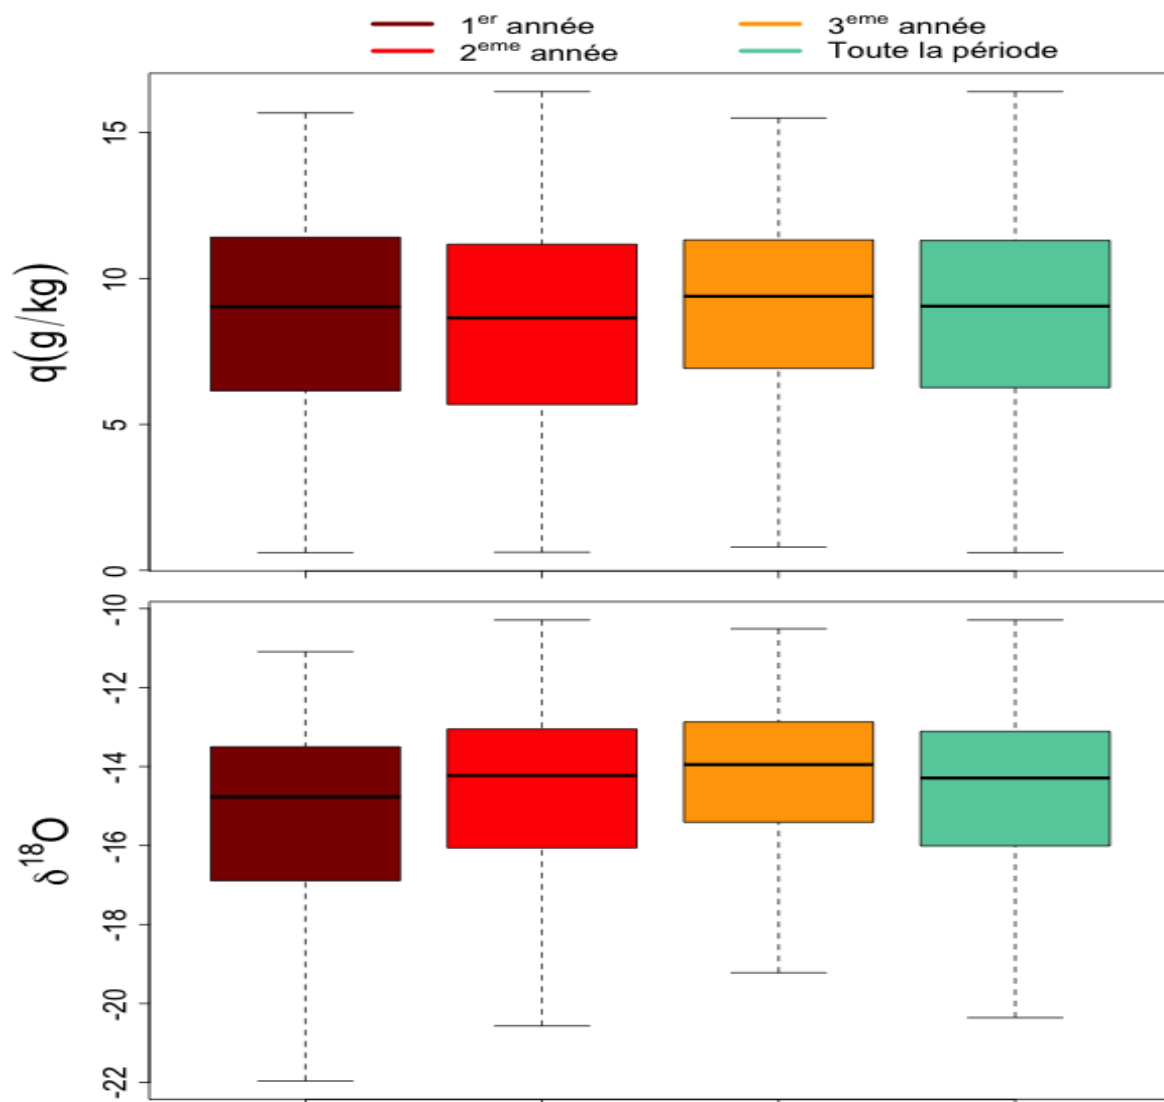 1er année
2eme année
3eme année
Toute la période
q(g/kg)
15
10
5
0
δ18O
-10
-12
-14
-16
-18
-20
-22